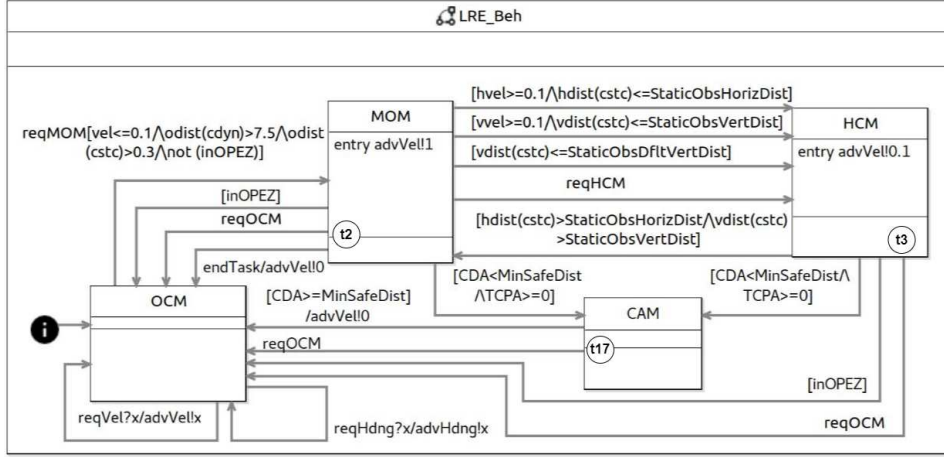 LRE_Beh
reqMOM[vel<=0.1/\odist(cdyn)>7.5/\odist
(cstc)>0.3/\not (inOPEZ)]
MOM
entry advVel!1
t2
[hvel>=0.1/\hdist(cstc)<=StaticObsHorizDist]
[vvel>=0.1/\vdist(cstc)<=StaticObsVertDist]
[vdist(cstc)<=StaticObsDfltVertDist]
reqHCM
[hdist(cstc)>StaticObsHorizDist/\vdist(cstc)
>StaticObsVertDist]
HCM
entry advVel!0.1
t3
[inOPEZ]
reqOCM
endTask/advVel!0
[CDA<MinSafeDist
/\TCPA>=0]
[CDA<MinSafeDist/\
TCPA>=0]
i
OCM
[CDA>=MinSafeDist]
/advVel!0
reqOCM
CAM
t17
[inOPEZ]
reqOCM
reqVel?x/advVel!x
reqHdng?x/advHdng!x